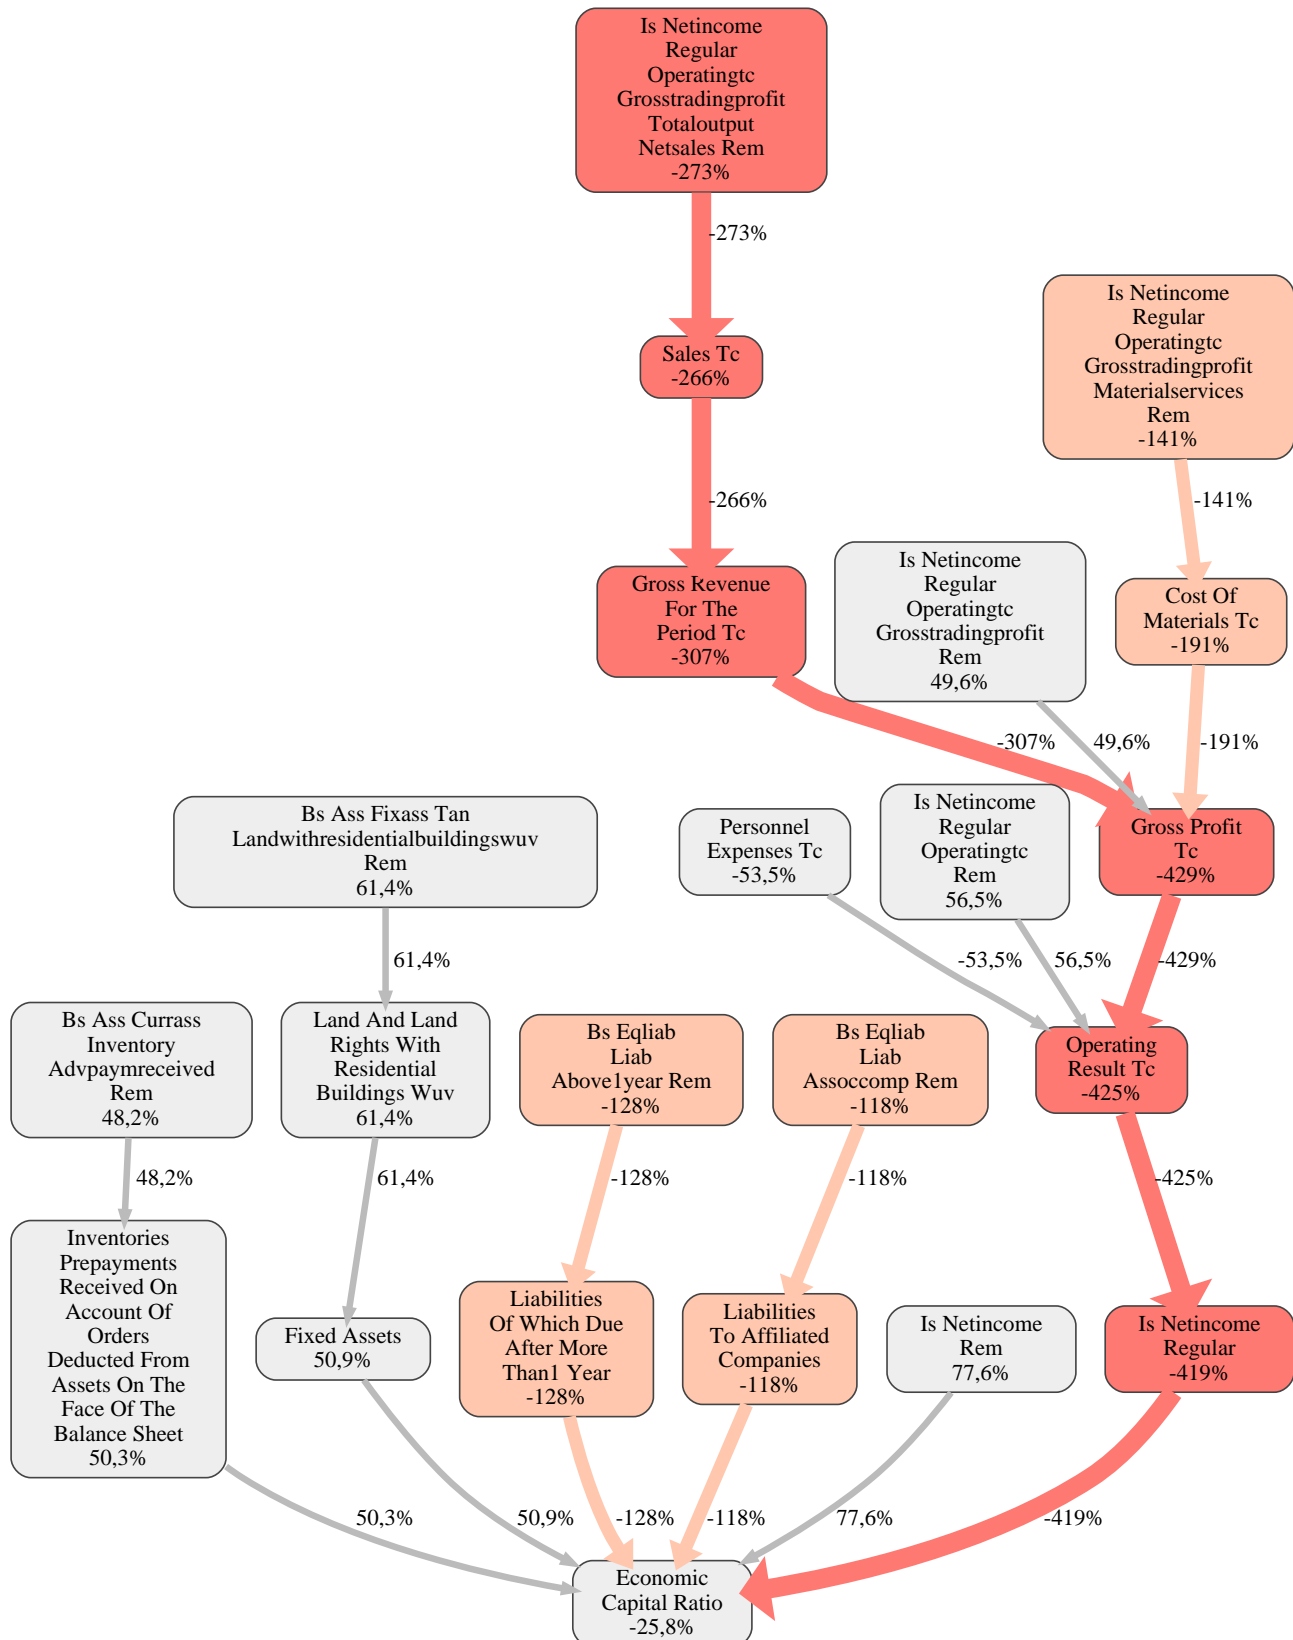 Is Netincome
Regular
Operatingtc
Grosstradingprofit
Totaloutput
Netsales Rem
-273%
-273%
Sales Tc
-266%
Is Netincome
Regular
Operatingtc
Grosstradingprofit
Materialservices
Rem
-141%
-266%
-141%
Gross Revenue
For The
Period Tc
-307%
Is Netincome
Regular
Operatingtc
Grosstradingprofit
Rem
49,6%
Cost Of
Materials Tc
-191%
-307%
49,6%
-191%
Bs Ass Fixass Tan
Landwithresidentialbuildingswuv
Rem
61,4%
Personnel
Expenses Tc
-53,5%
Is Netincome
Regular
Operatingtc
Rem
56,5%
Gross Profit
Tc
-429%
61,4%
-53,5%
56,5%
-429%
Bs Ass Currass
Inventory
Advpaymreceived
Rem
48,2%
Land And Land
Rights With
Residential
Buildings Wuv
61,4%
Bs Eqliab
Liab
Above1year Rem
-128%
Bs Eqliab
Liab
Assoccomp Rem
-118%
Operating
Result Tc
-425%
48,2%
61,4%
-128%
-118%
-425%
Inventories
Prepayments
Received On
Account Of
Orders
Deducted From
Assets On The
Face Of The
Balance Sheet
50,3%
Fixed Assets
50,9%
Liabilities
Of Which Due
After More
Than1 Year
-128%
Liabilities
To Affiliated
Companies
-118%
Is Netincome
Rem
77,6%
Is Netincome
Regular
-419%
50,3%
50,9%
-128%
-118%
77,6%
-419%
Economic
Capital Ratio
-25,8%